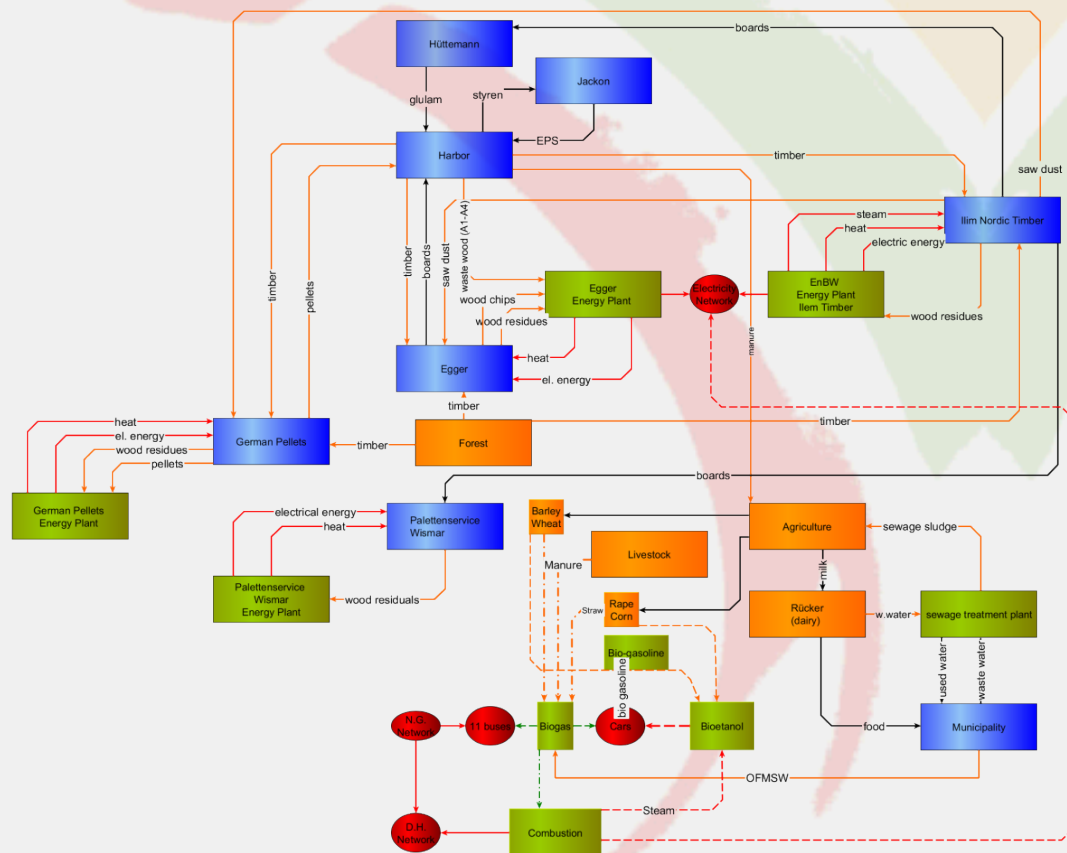 boards
Hüttemann
Jackon
styren
glulam
EPS
Harbor
timber
saw dust
Ilim Nordic Timber
steam
heat
electric energy
timber
pellets
timber
boards
saw dust
waste wood (A1-A4)
wood chips
wood residues
Egger
Energy Plant
Electricity
Network
EnBW
Energy Plant
Ilem Timber
wood residues
manure
Egger
heat
el. energy
timber
Forest
timber
timber
German Pellets
heat
el. energy
wood residues
pellets
German Pellets
Energy Plant
boards
electrical energy
heat
Palettenservice
Wismar
wood residuals
Palettenservice
Wismar
Energy Plant
Barley
Wheat
Livestock
Manure
Agriculture
sewage sludge
milk
Straw
Rape
Corn
Rücker
(dairy)
w.water
sewage treatment plant
Bio-gasoline
bio gasoline
used water
waste water
N.G.
Network
11 buses
Biogas
Cars
Bioetanol
food
Municipality
OFMSW
Steam
D.H.
Network
Combustion